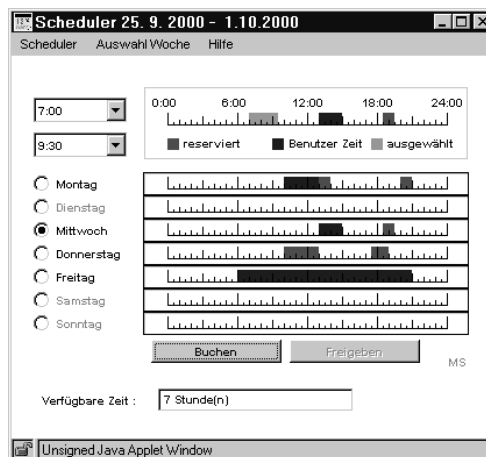 Scheduler 25. 9. 2000 - 1.10.2000
Scheduler Auswahl Woche Hilfe
7:00
9:30
0:00 6:00 12:00 18:00 24:00
reserviert Benutzer Zeit ausgewählt
Montag
Dienstag
Mittwoch
Donnerstag
Freitag
Samstag
Sonntag
Buchen Freigeben
MS
Verfügbare Zeit : 7 Stunde(n)
Unsigned Java Applet Window